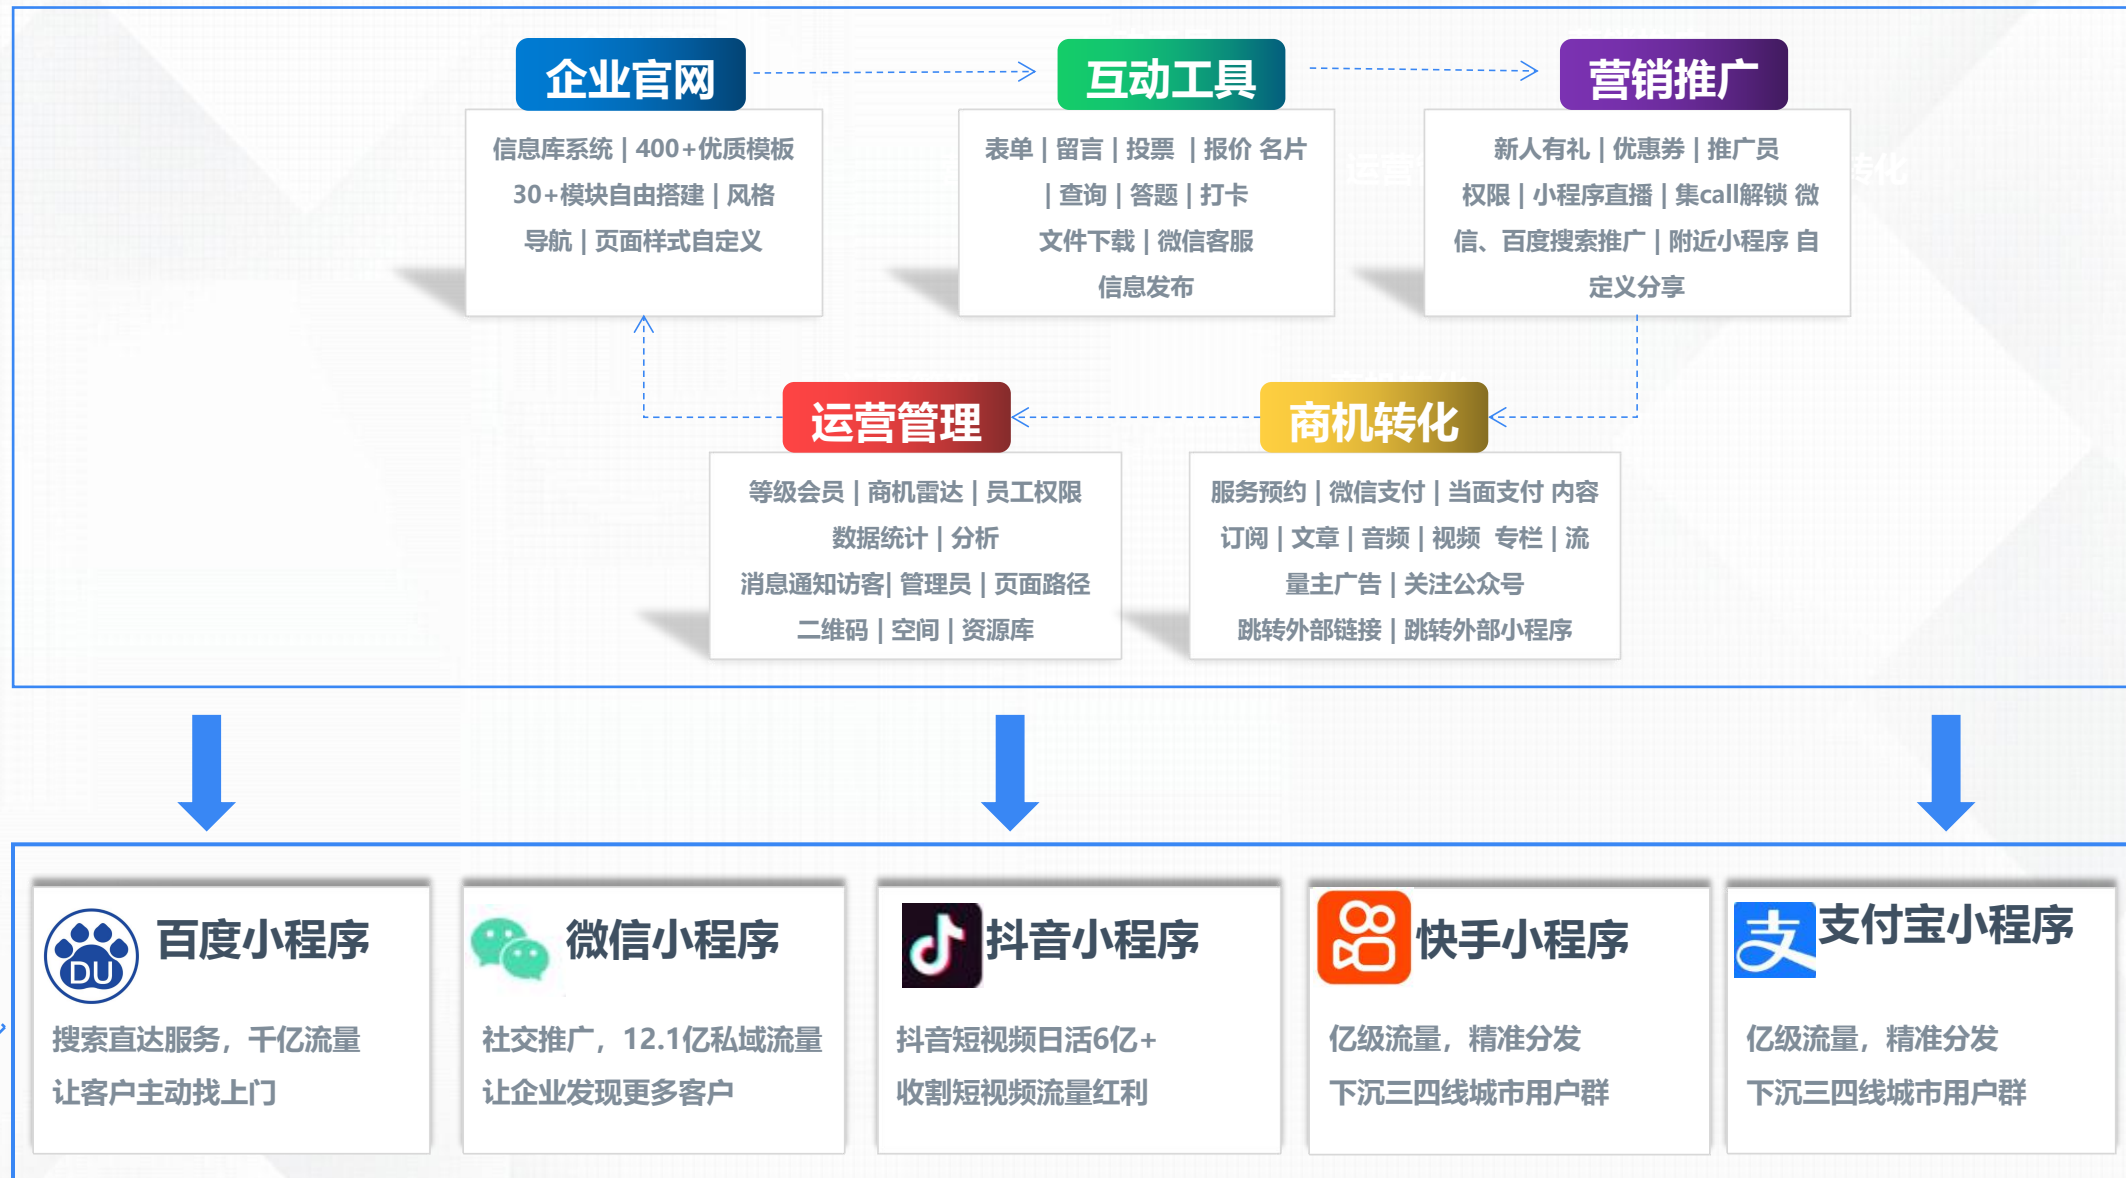 企业官网
信息库系统 | 400+优质模板
30+模块自由搭建 | 风格
导航 | 页面样式自定义
互动工具
表单 | 留言 | 投票 | 报价 名片
| 查询 | 答题 | 打卡
文件下载 | 微信客服
信息发布
营销推广
新人有礼 | 优惠券 | 推广员
权限 | 小程序直播 | 集call解锁 微
信、百度搜索推广 | 附近小程序 自
定义分享
运营
转化
运营管理
等级会员 | 商机雷达 | 员工权限
数据统计 | 分析
消息通知访客| 管理员 | 页面路径
二维码 | 空间 | 资源库
商机转化
服务预约 | 微信支付 | 当面支付 内容
订阅 | 文章 | 音频 | 视频 专栏 | 流
量主广告 | 关注公众号
跳转外部链接 | 跳转外部小程序
DU
百度小程序
搜索直达服务，千亿流量
让客户主动找上门
微信小程序
社交推广，12.1亿私域流量
让企业发现更多客户
抖音小程序
抖音短视频日活6亿+
收割短视频流量红利
快手小程序
亿级流量，精准分发
下沉三四线城市用户群
支
支付宝小程序
亿级流量，精准分发
下沉三四线城市用户群